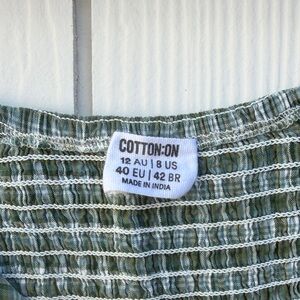 COTTON:ON
12 AU | 8 US
40 EU | 42 BR
MADE IN INDIA